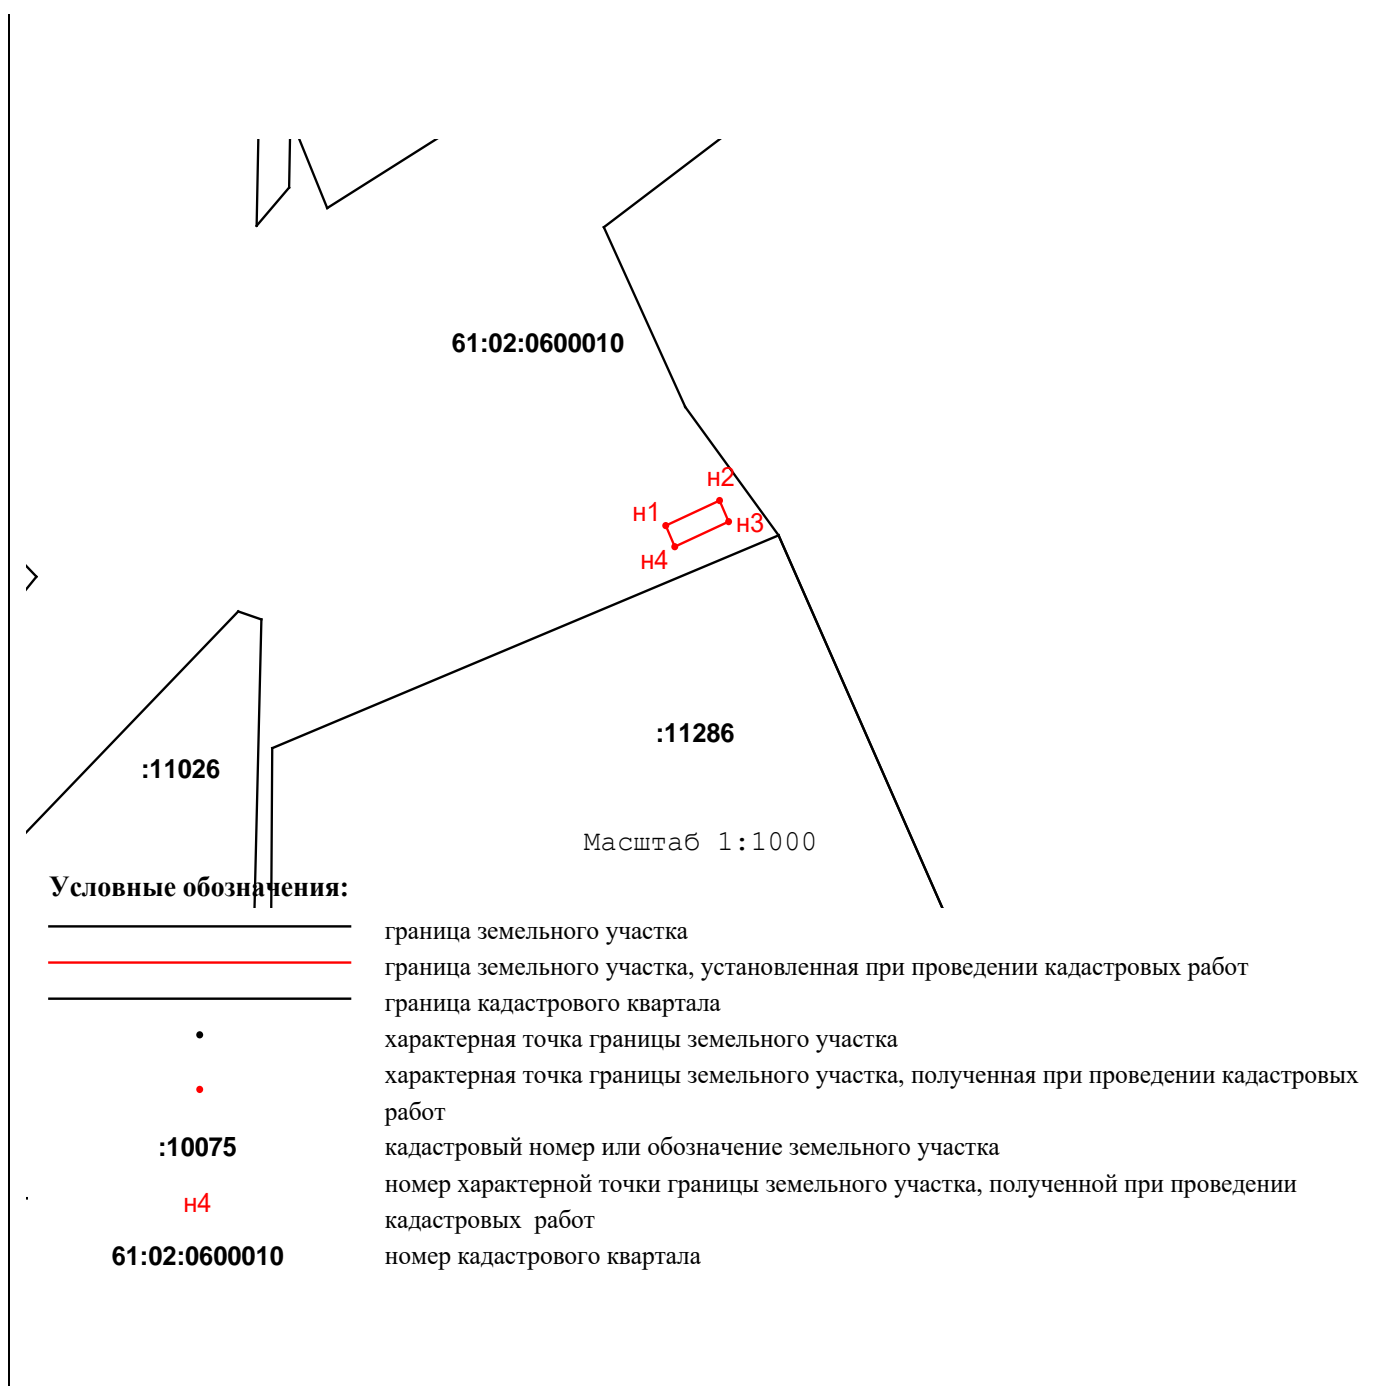 61:02:0600010
н2
н1
н3
н4
:11286
:11026
Масштаб 1:1000
Условные обозначения:
граница земельного участка
граница земельного участка, установленная при проведении кадастровых работ
граница кадастрового квартала
характерная точка границы земельного участка
характерная точка границы земельного участка, полученная при проведении кадастровых
работ
:10075 кадастровый номер или обозначение земельного участка
номер характерной точки границы земельного участка, полученной при проведении
н4
кадастровых работ
61:02:0600010 номер кадастрового квартала